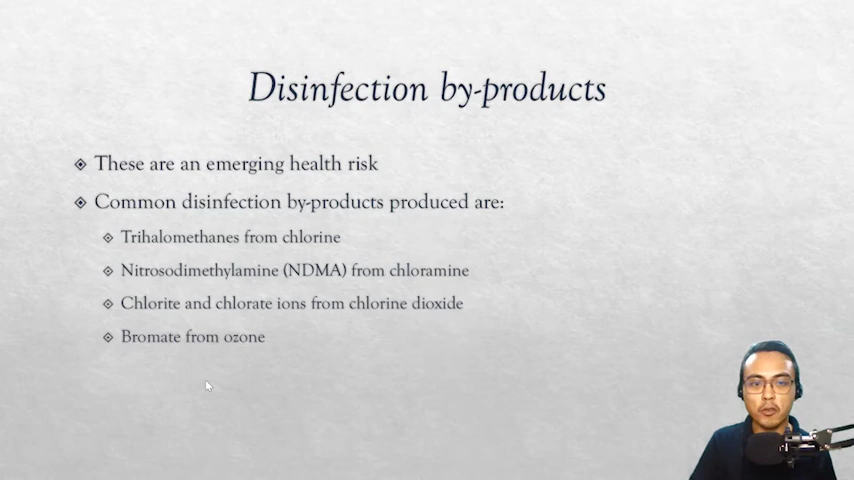 Disinfection by-products
These are an emerging health risk
Common disinfection by-products produced are:
Trihalomethanes from chlorine
Nitrosodimethylamine (NDMA) from chloramine
Chlorite and chlorate ions from chlorine dioxide
Bromate from ozone